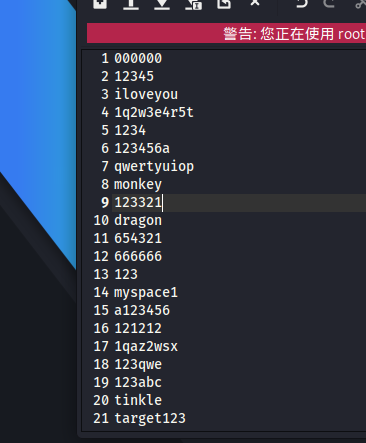 警告: 您正在使用 root
1 000000
2 12345
3 iloveyou
4 1q2w3e4r5t
5 1234
6 123456a
7 qwertyuiop
8 monkey
9 123321
10 dragon
11 654321
12 666666
13 123
14 myspace1
15 a123456
16 121212
17 1qaz2wsx
18 123qwe
19 123abc
20 tinkle
21 target123